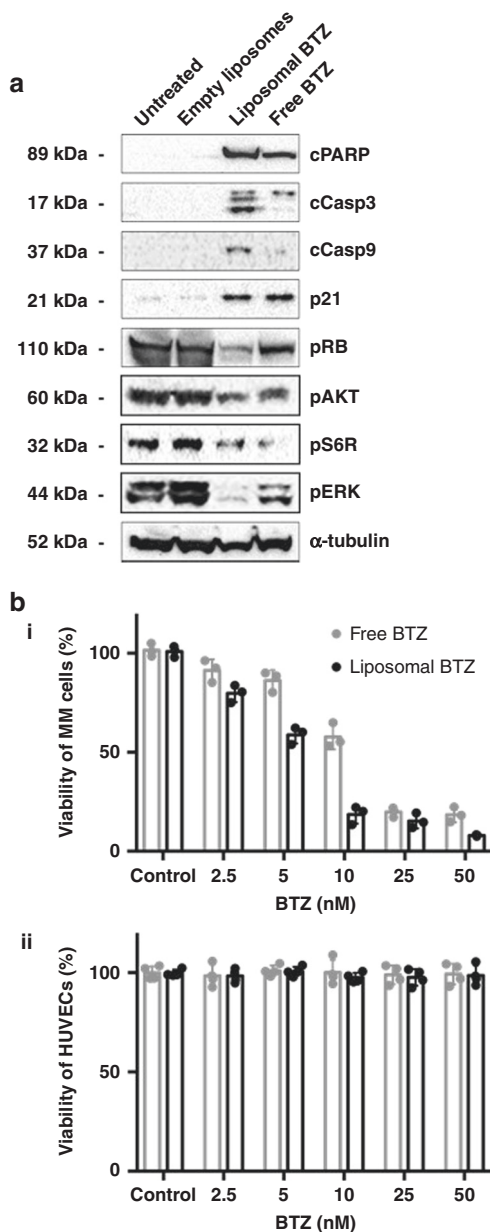 a
Untreated
Empty liposomes
Liposomal BTZ
Free BTZ
89 kDa - cPARP
17 kDa - cCasp3
37 kDa - cCasp9
21 kDa - p21
110 kDa - pRB
60 kDa - pAKT
32 kDa - pS6R
44 kDa - pERK
52 kDa - α-tubulin
b
i
Free BTZ
Liposomal BTZ
Viability of MM cells (%)
100
50
0
Control 2.5 5 10 25 50
BTZ (nM)
ii
Viability of HUVECs (%)
100
50
0
Control 2.5 5 10 25 50
BTZ (nM)